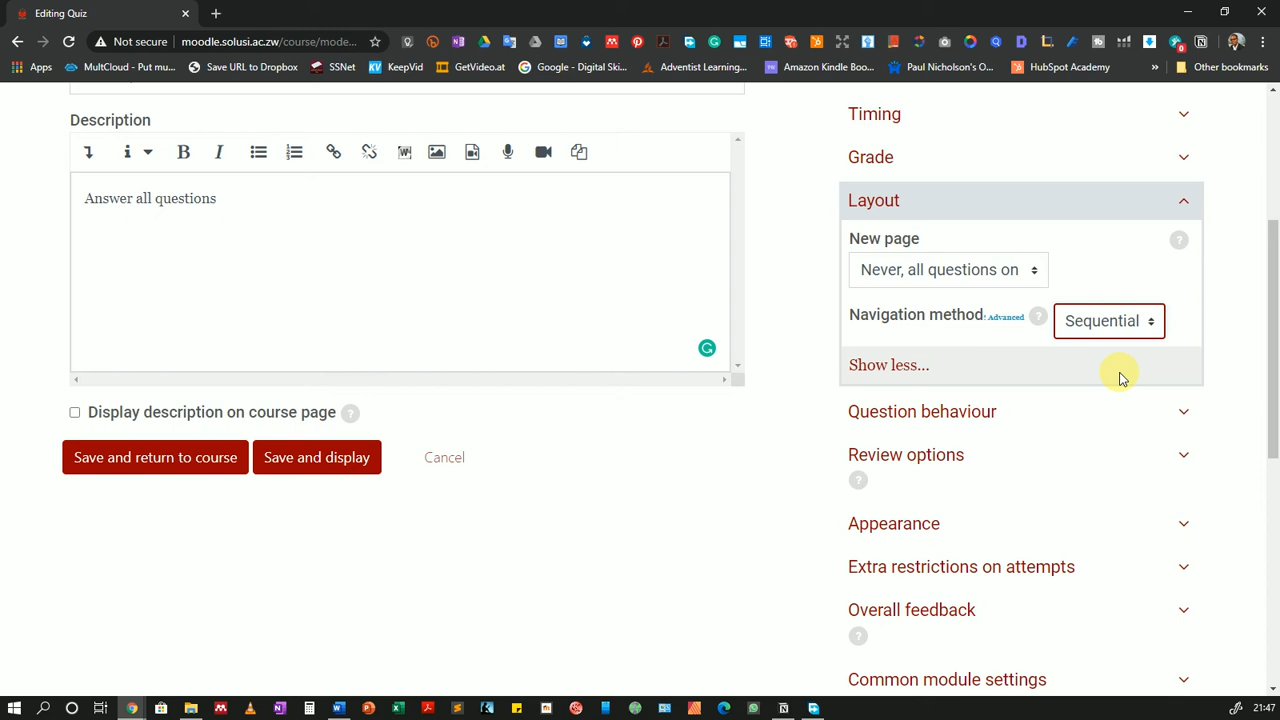 Editing Quiz
Not secure moodle.solusi.ac.zw/course/mode...
Apps MultCloud - Put mu... Save URL to Dropbox SSNet KeepVid GetVideo.at Google - Digital Ski... Adventist Learning... Amazon Kindle Boo... Paul Nicholson's O... HubSpot Academy » Other bookmarks
Description
Answer all questions
Display description on course page
Save and return to course Save and display Cancel
Timing
Grade
Layout
New page
Never, all questions on
Navigation method: Advanced Sequential
Show less...
Question behaviour
Review options
Appearance
Extra restrictions on attempts
Overall feedback
Common module settings
21:47